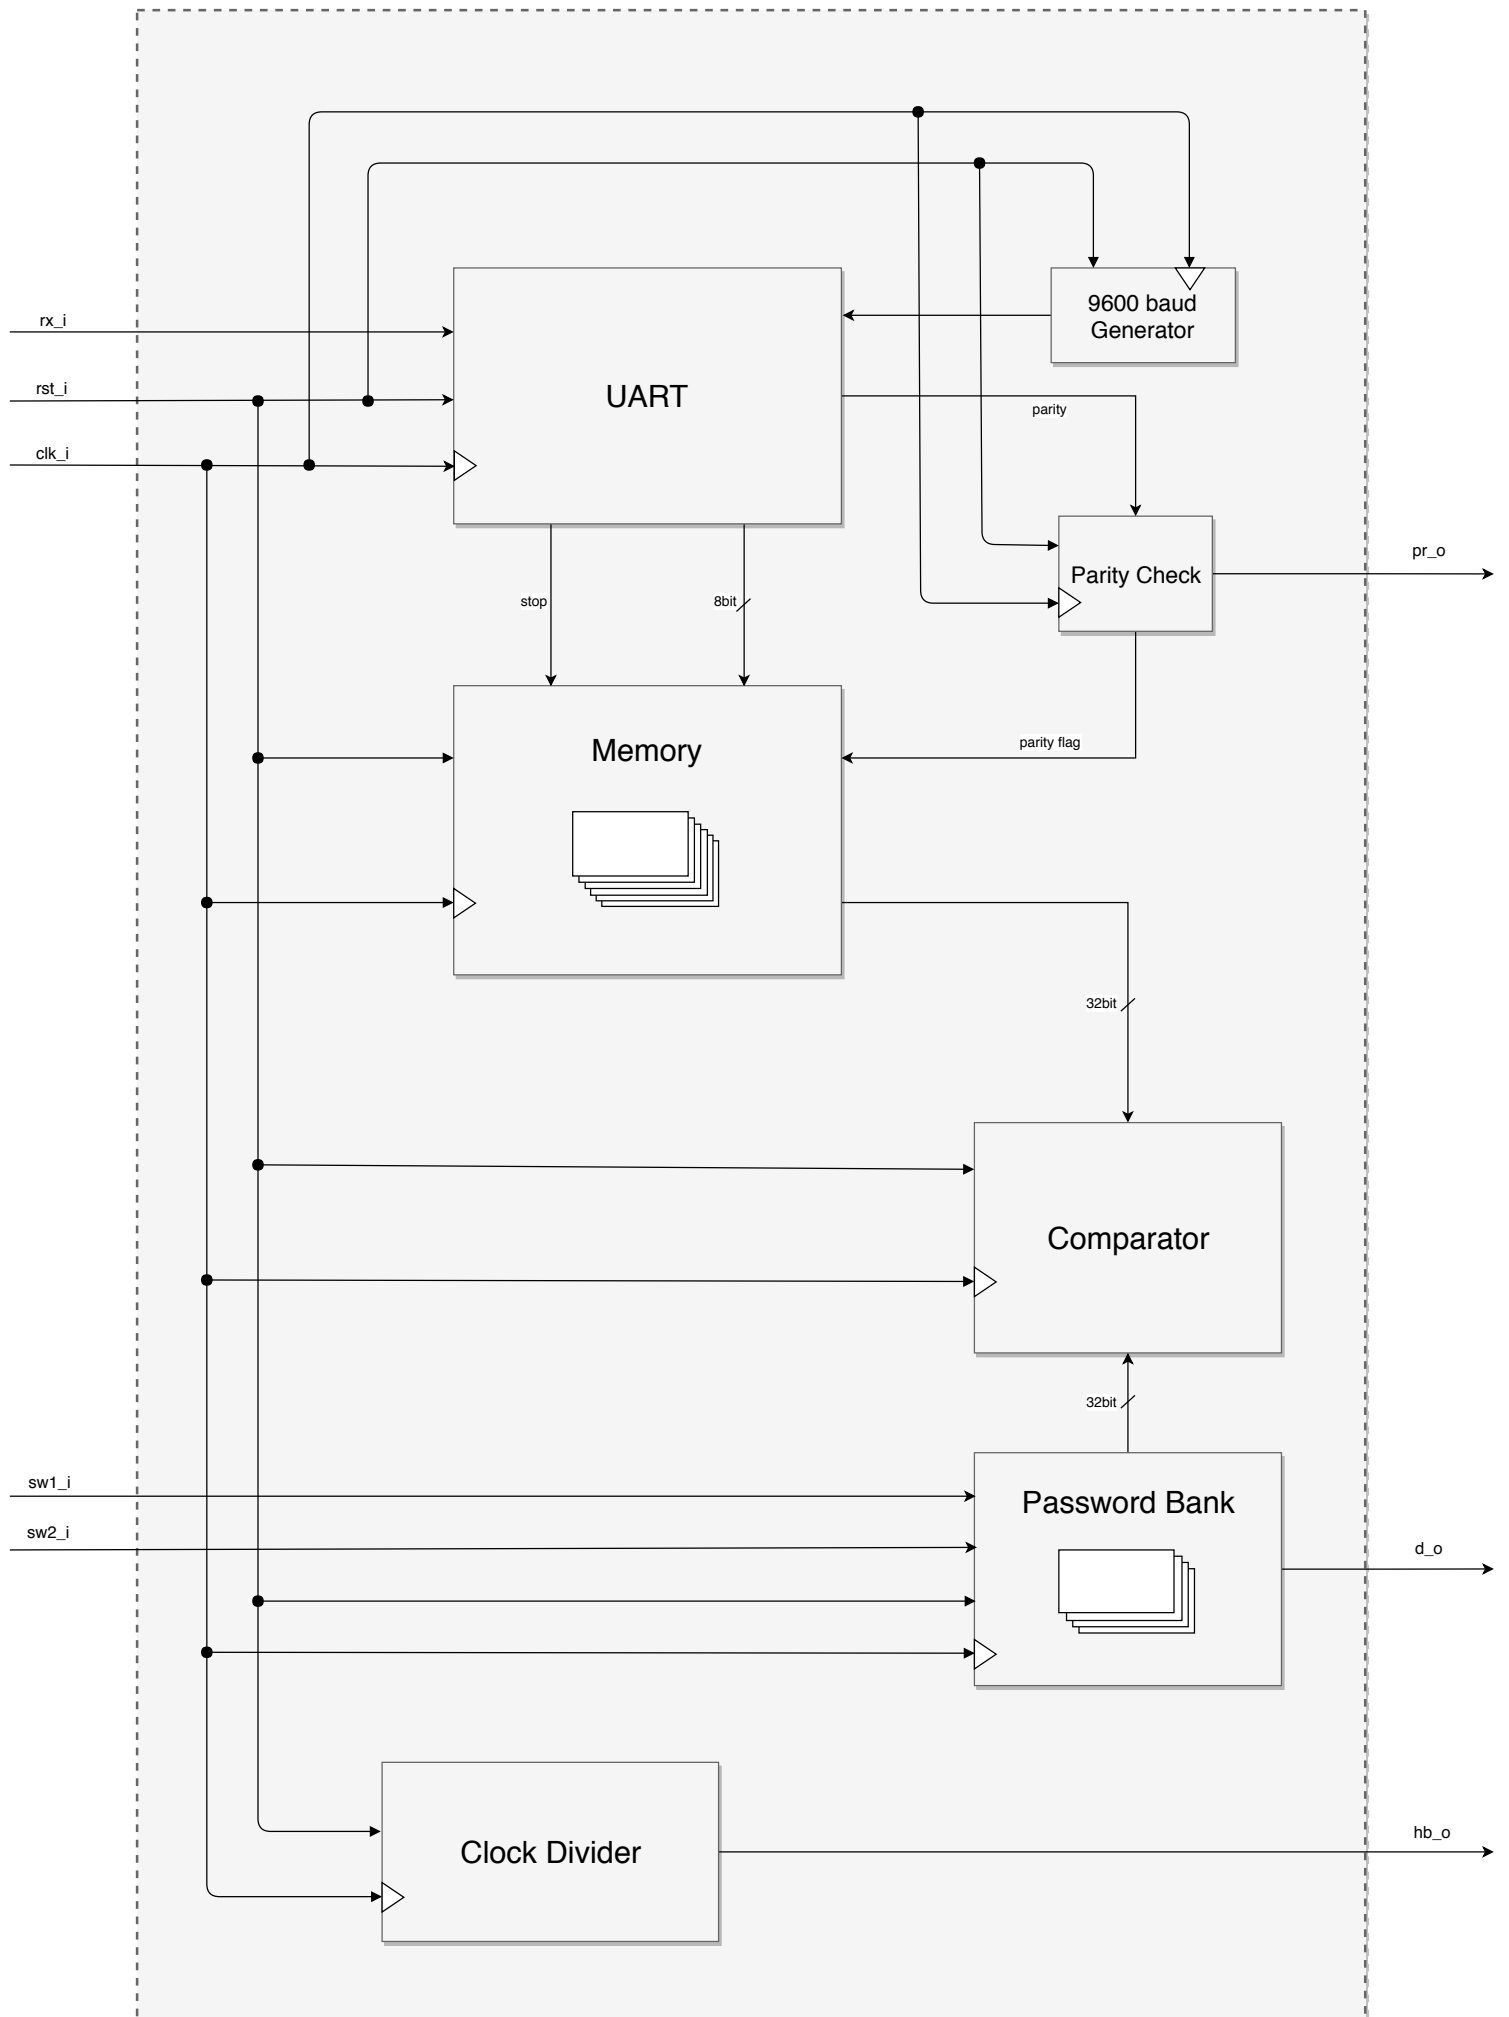 9600 baud
Generator
rx_i
rst_i
UART
parity
clk_i
pr_o
Parity Check
stop
8bit
parity flag
Memory
32bit
Comparator
32bit
sw1_i
Password Bank
sw2_i
d_o
hb_o
Clock Divider